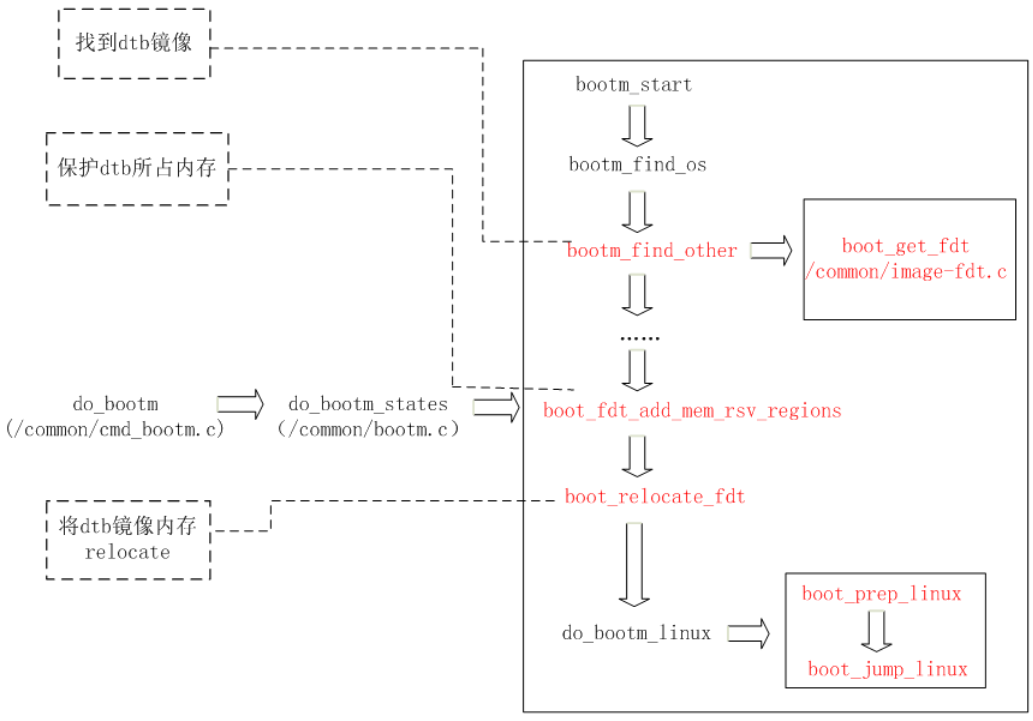 找到dtb镜像
保护dtb所占内存
do_bootm
(/common/cmd_bootm.c)
do_bootm_states
(/common/bootm.c)
将dtb镜像内存
relocate
bootm_start
bootm_find_os
bootm_find_other
boot_get_fdt
/common/image-fdt.c
……
boot_fdt_add_mem_rsv_regions
boot_relocate_fdt
do_bootm_linux
boot_prep_linux
boot_jump_linux